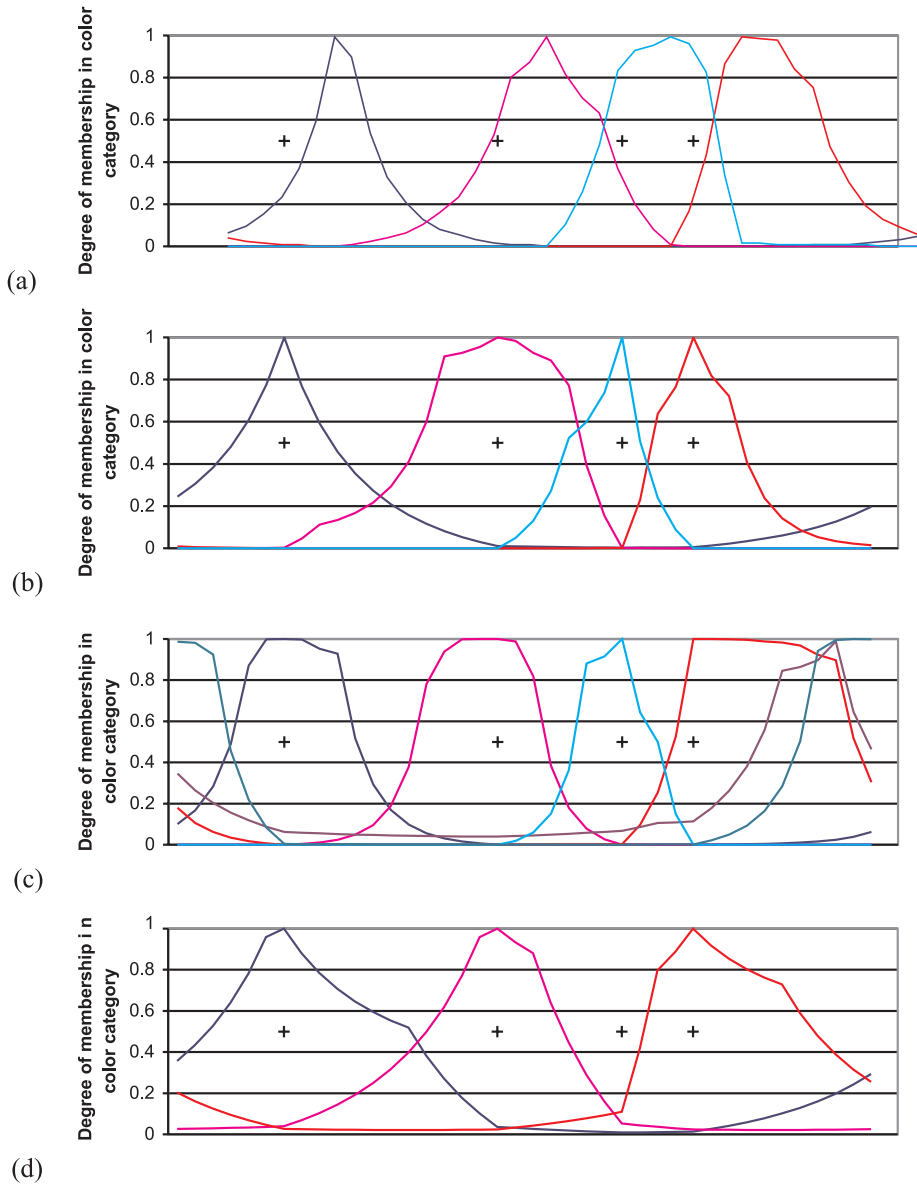 Degree of membership in color
category
1
0.8
0.6
0.4
0.2
0
+ + + +
(a)
Degree of membership in color
category
1
0.8
0.6
0.4
0.2
0
+ + + +
(b)
Degree of membership in
color category
1
0.8
0.6
0.4
0.2
0
+ + + +
(c)
Degree of membership i n
color category
1
0.8
0.6
0.4
0.2
0
+ + + +
(d)